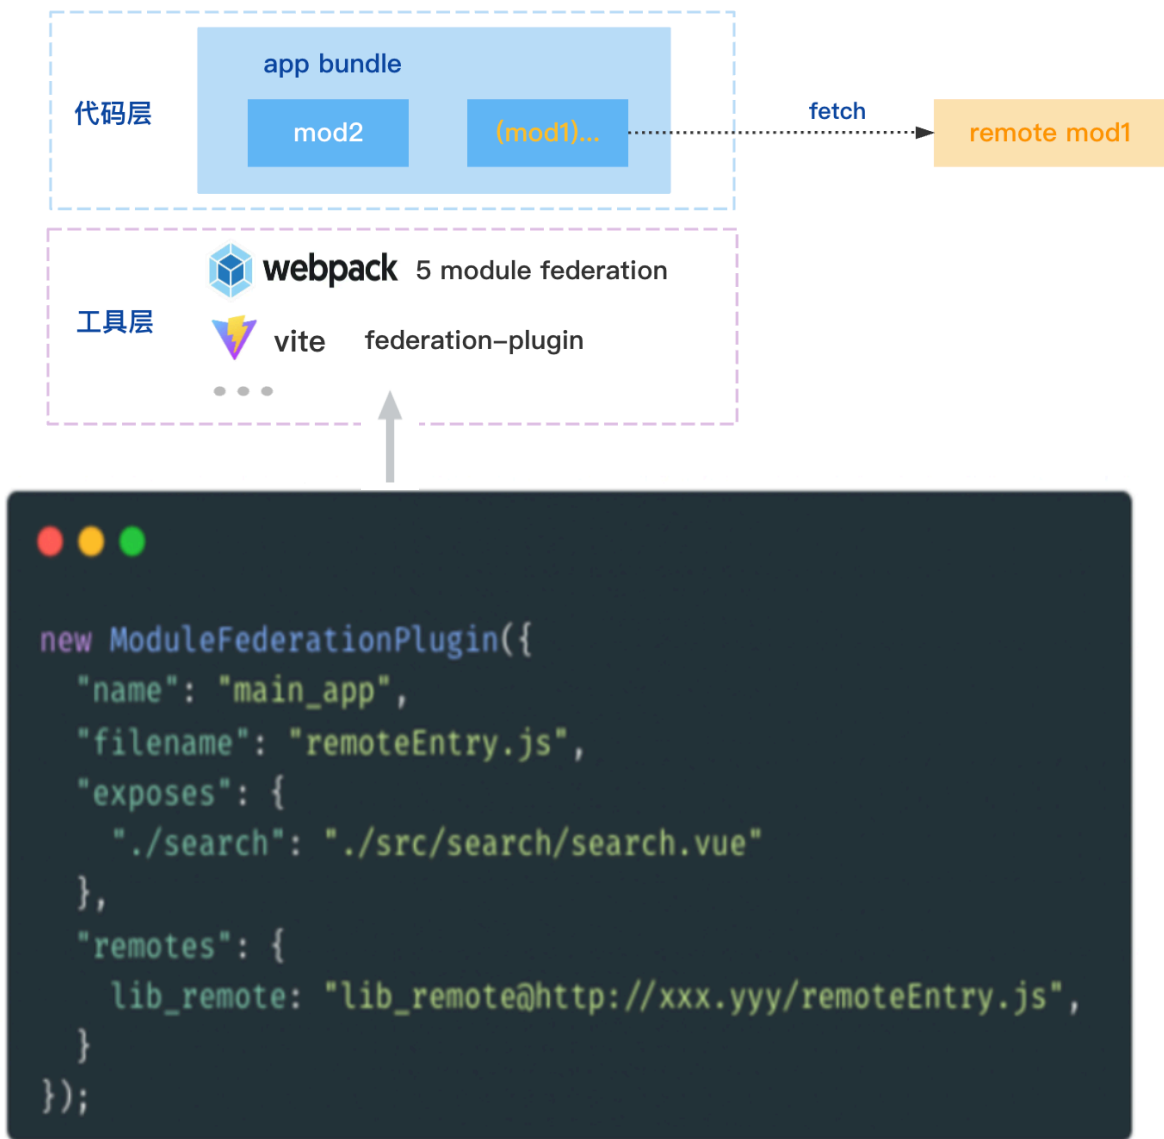 app bundle
代码层
mod2
(mod1)...
fetch
remote mod1
工具层
webpack 5 module federation
vite federation-plugin
new ModuleFederationPlugin({
  "name": "main_app",
  "filename": "remoteEntry.js",
  "exposes": {
    "./search": "./src/search/search.vue"
  },
  "remotes": {
    lib_remote: "lib_remote@http://xxx.yyy/remoteEntry.js",
  }
});